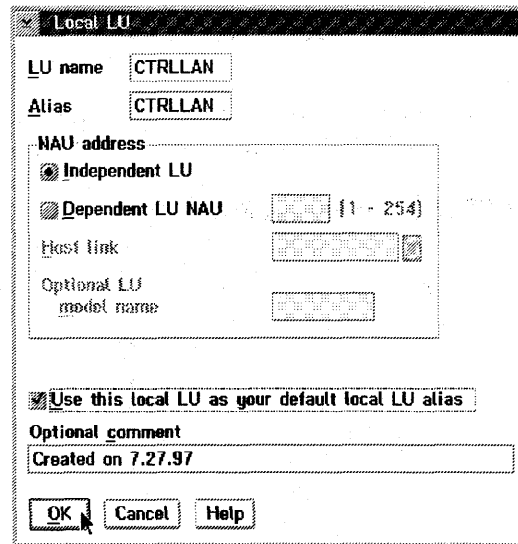 Local LU
LU name CTRLLAN
Alias CTRLLAN
NAU address
Independent LU
Dependent LU NAU (1 - 254)
Host link
Optional LU
model name
Use this local LU as your default local LU alias
Optional comment
Created on 7.27.97
OK Cancel Help